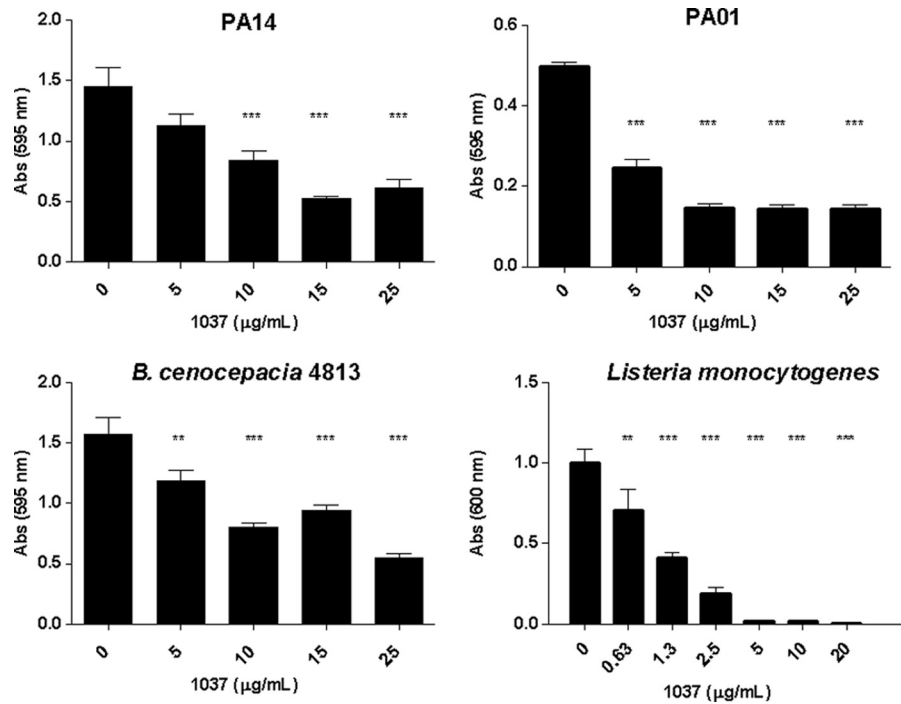 PA14
2.0
1.5
1.0
0.5
0.0
Abs (595 nm)
*** *** ***
0 5 10 15 25
1037 (µg/mL)
PA01
0.6
0.4
0.2
0.0
Abs (595 nm)
*** *** *** ***
0 5 10 15 25
1037 (µg/mL)
B. cenocepacia 4813
2.0
1.5
1.0
0.5
0.0
Abs (595 nm)
** *** *** ***
0 5 10 15 25
1037 (µg/mL)
Listeria monocytogenes
1.5
1.0
0.5
0.0
Abs (600 nm)
** *** *** *** *** ***
0 0.63 1.3 2.5 5 10 20
1037 (µg/mL)